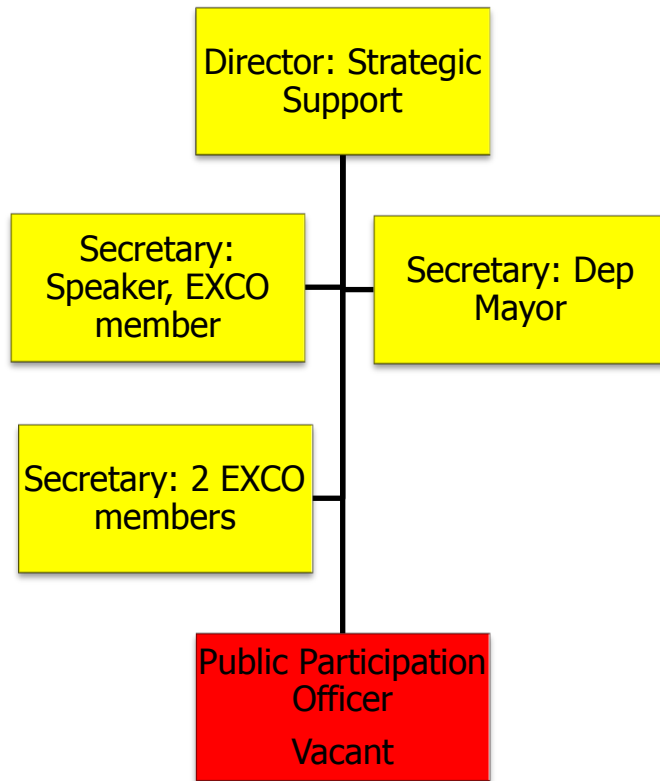 Director: Strategic
Support
Secretary:
Speaker, EXCO
member
Secretary: Dep
Mayor
Secretary: 2 EXCO
members
Public Participation
Officer
Vacant